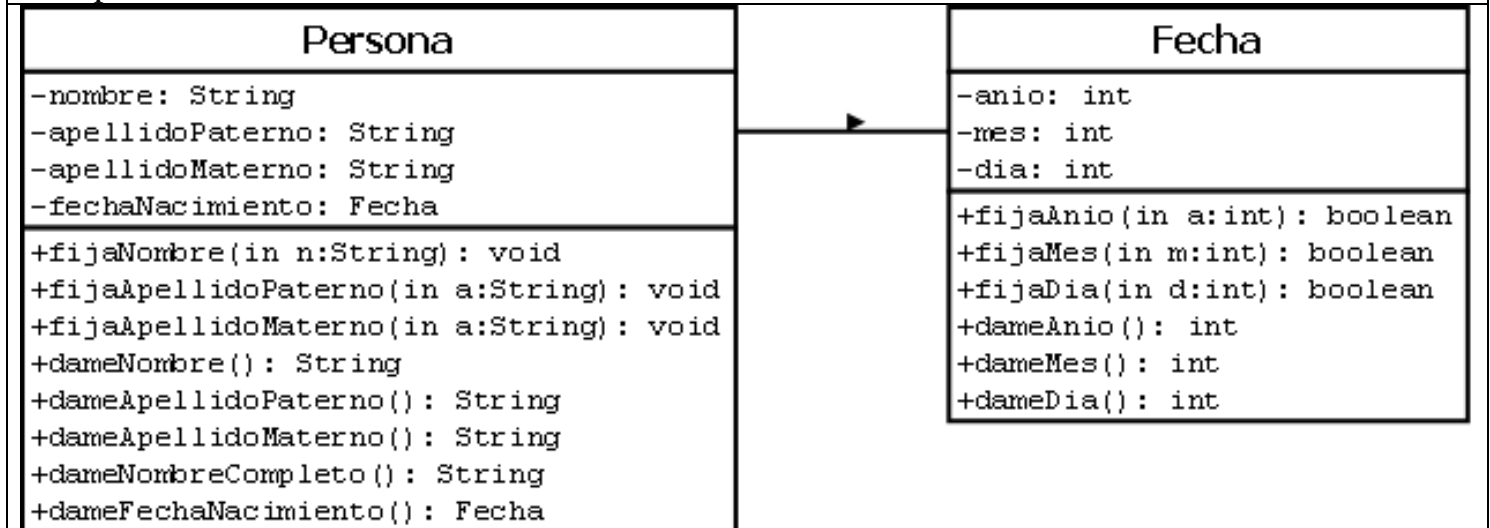 Persona
-nombre: String
-apellidoPaterno: String
-apellidoMaterno: String
-fechaNacimiento: Fecha
+fijaNombre(in n:String): void
+fijaApellidoPaterno(in a:String): void
+fijaApellidoMaterno(in a:String): void
+dameNombre(): String
+dameApellidoPaterno(): String
+dameApellidoMaterno(): String
+dameNombreCompleto(): String
+dameFechaNacimiento(): Fecha
Fecha
-anio: int
-mes: int
-dia: int
+fijaAnio(in a:int): boolean
+fijaMes(in m:int): boolean
+fijaDia(in d:int): boolean
+dameAnio(): int
+dameMes(): int
+dameDia(): int